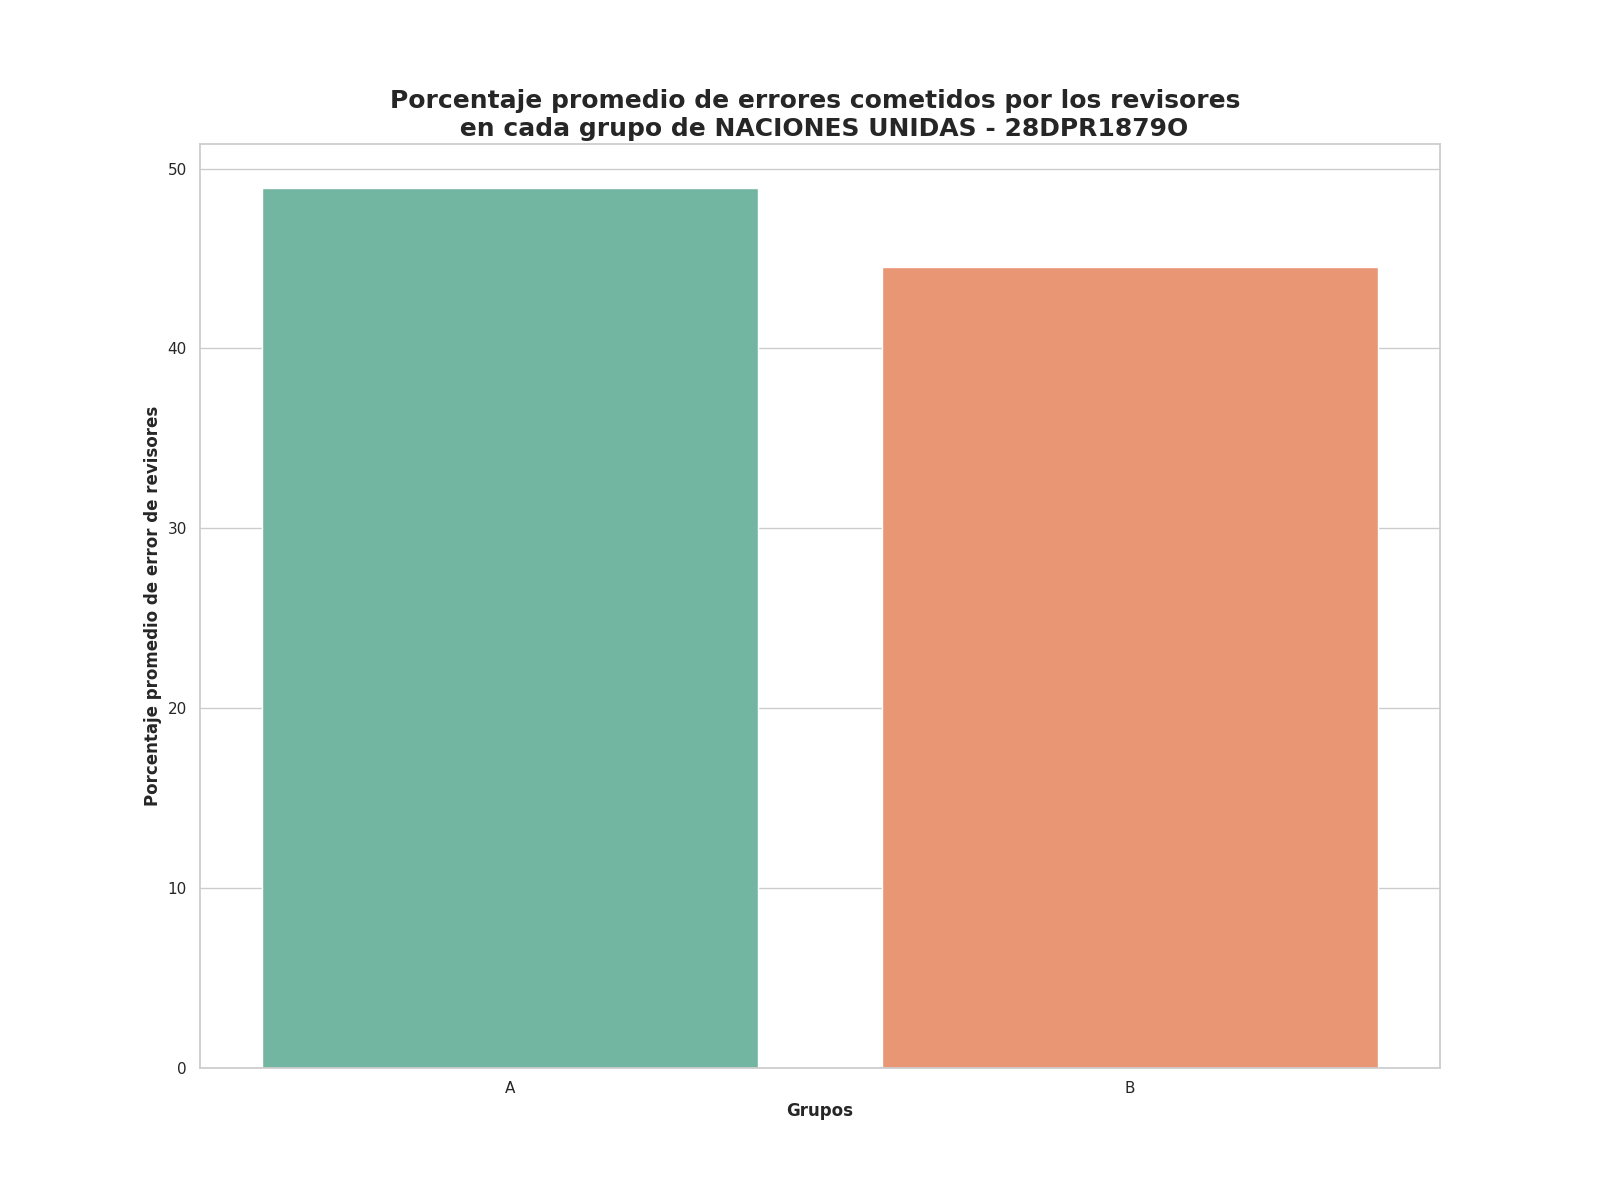 Porcentaje promedio de errores cometidos por los revisores
en cada grupo de NACIONES UNIDAS - 28DPR1879O
Porcentaje promedio de error de revisores
50
40
30
20
10
0
A
B
Grupos